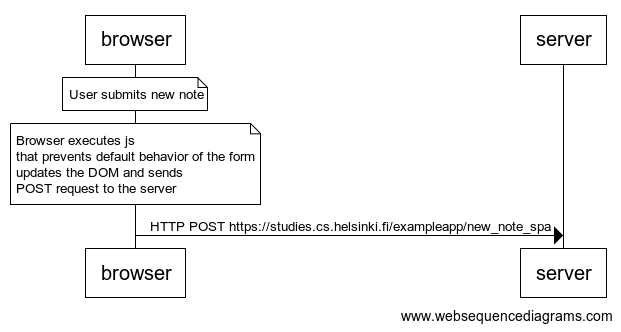 browser
server
User submits new note
Browser executes js
that prevents default behavior of the form
updates the DOM and sends
POST request to the server
HTTP POST https://studies.cs.helsinki.fi/exampleapp/new_note_spa
browser
server
www.websequencediagrams.com